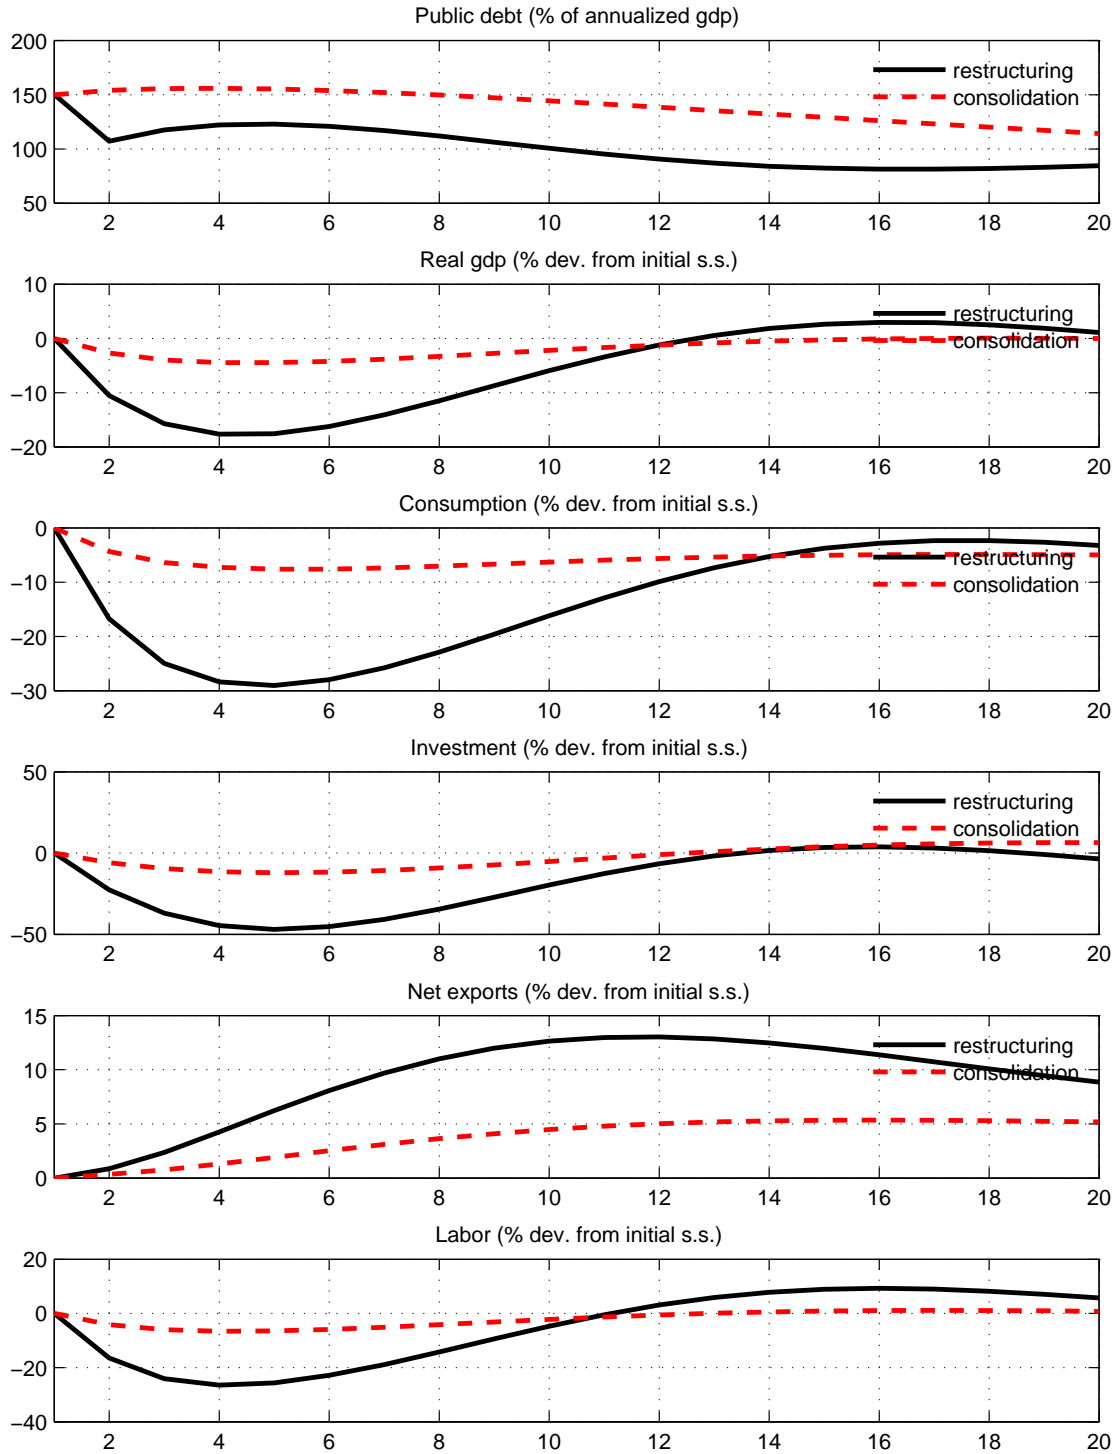 Public debt (% of annualized gdp)
200
150
100
50
restructuring
consolidation
2 4 6 8 10 12 14 16 18 20
Real gdp (% dev. from initial s.s.)
10
0
−10
−20
restructuring
consolidation
2 4 6 8 10 12 14 16 18 20
Consumption (% dev. from initial s.s.)
0
−10
−20
−30
restructuring
consolidation
2 4 6 8 10 12 14 16 18 20
Investment (% dev. from initial s.s.)
50
0
−50
restructuring
consolidation
2 4 6 8 10 12 14 16 18 20
Net exports (% dev. from initial s.s.)
15
10
5
0
restructuring
consolidation
2 4 6 8 10 12 14 16 18 20
Labor (% dev. from initial s.s.)
20
0
−20
−40
restructuring
consolidation
2 4 6 8 10 12 14 16 18 20